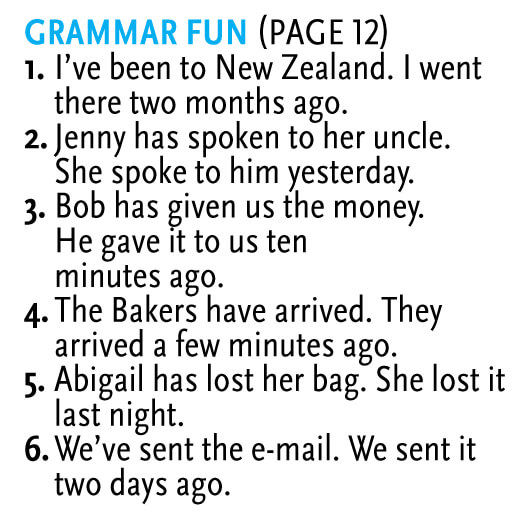 GRAMMAR FUN (PAGE 12)
1. I’ve been to New Zealand. I went
there two months ago.
2. Jenny has spoken to her uncle.
She spoke to him yesterday.
3. Bob has given us the money.
He gave it to us ten
minutes ago.
4. The Bakers have arrived. They
arrived a few minutes ago.
5. Abigail has lost her bag. She lost it
last night.
6. We’ve sent the e-mail. We sent it
two days ago.